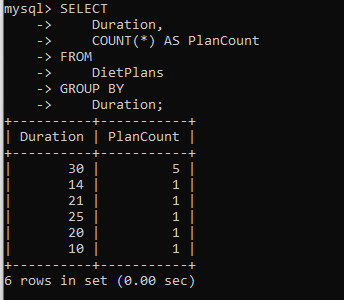 mysql> SELECT
    ->     Duration,
    ->     COUNT(*) AS PlanCount
    -> FROM
    ->     DietPlans
    -> GROUP BY
    ->     Duration;
+----------+-----------+
| Duration | PlanCount |
+----------+-----------+
|       30 |         5 |
|       14 |         1 |
|       21 |         1 |
|       25 |         1 |
|       20 |         1 |
|       10 |         1 |
+----------+-----------+
6 rows in set (0.00 sec)